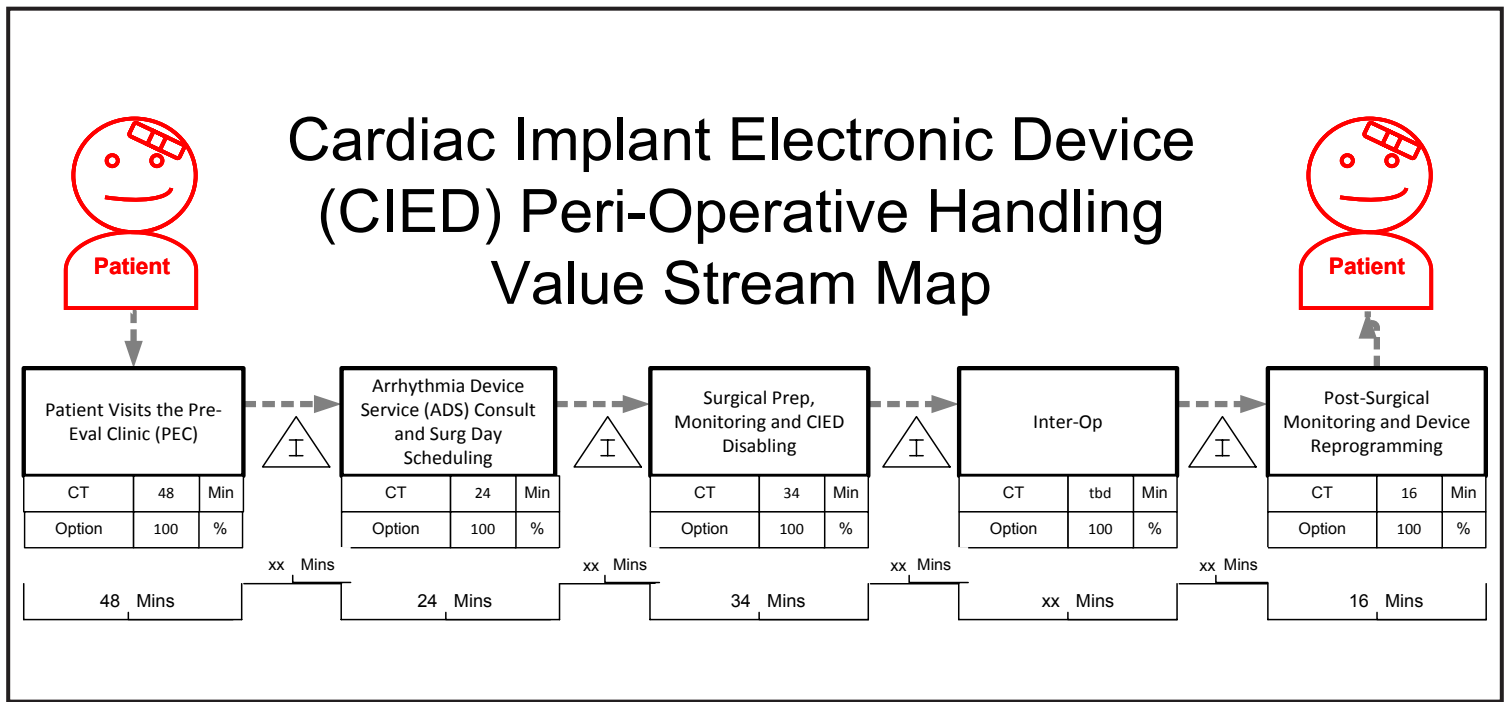 Cardiac Implant Electronic Device
(CIED) Peri-Operative Handling
Value Stream Map
Patient
Patient
Patient Visits the Pre-
Eval Clinic (PEC)
CT 48 Min
Option 100 %
I
Arrhythmia Device
Service (ADS) Consult
and Surg Day
Scheduling
CT 24 Min
Option 100 %
I
Surgical Prep,
Monitoring and CIED
Disabling
CT 34 Min
Option 100 %
I
Inter-Op
CT tbd Min
Option 100 %
I
Post-Surgical
Monitoring and Device
Reprogramming
CT 16 Min
Option 100 %
xx Mins
xx Mins
xx Mins
xx Mins
48 Mins
24 Mins
34 Mins
xx Mins
16 Mins